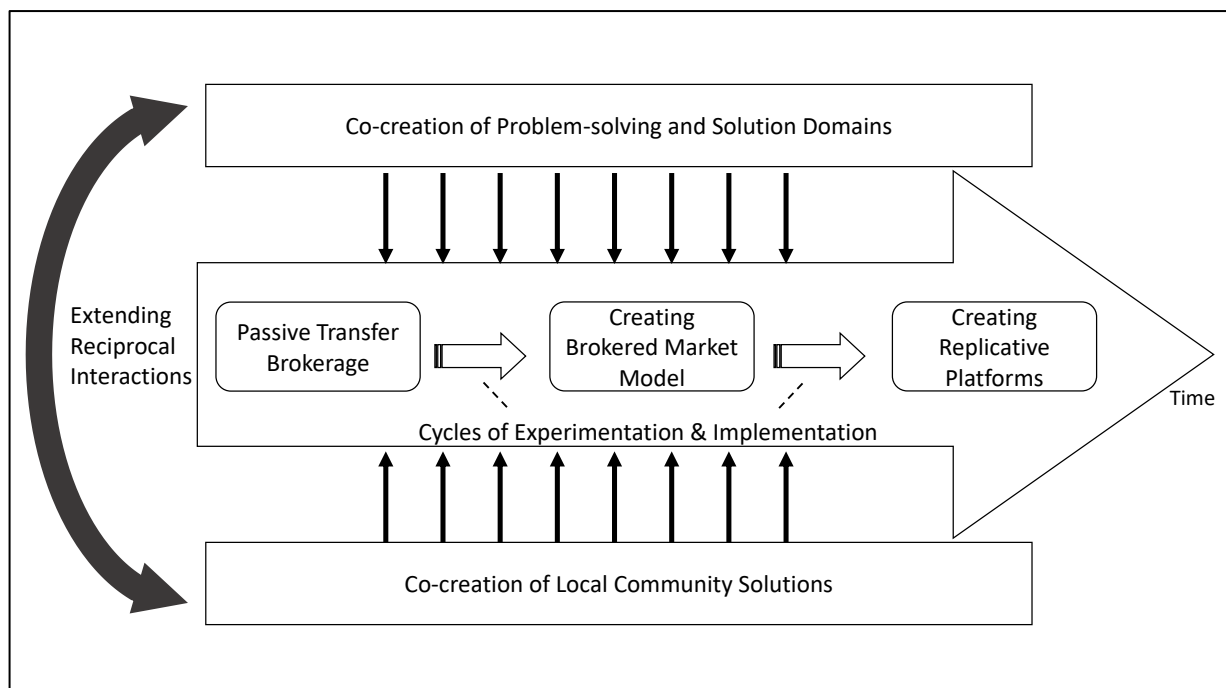 Co-creation of Problem-solving and Solution Domains
Extending
Reciprocal
Interactions
Passive Transfer
Brokerage
Creating
Brokered Market
Model
Creating
Replicative
Platforms
Time
Cycles of Experimentation & Implementation
Co-creation of Local Community Solutions